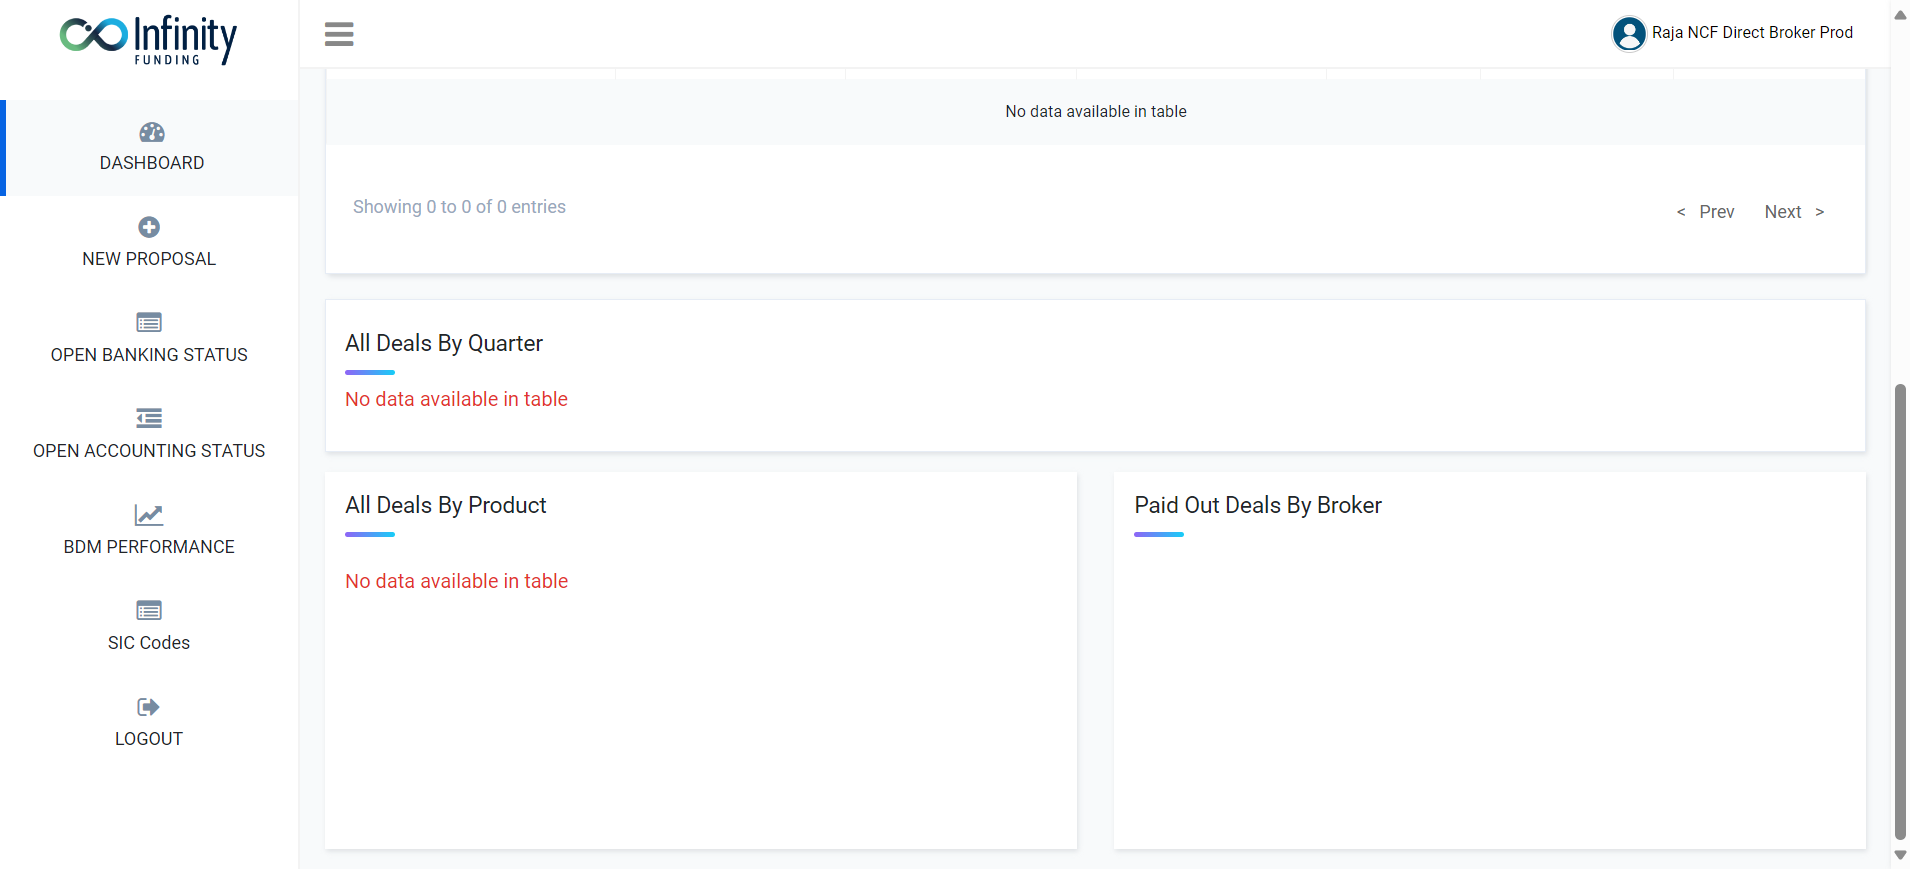 Infinity
FUNDING
Raja NCF Direct Broker Prod
DASHBOARD
NEW PROPOSAL
OPEN BANKING STATUS
OPEN ACCOUNTING STATUS
BDM PERFORMANCE
SIC Codes
LOGOUT
No data available in table
Showing 0 to 0 of 0 entries
< Prev Next >
All Deals By Quarter
No data available in table
All Deals By Product
No data available in table
Paid Out Deals By Broker